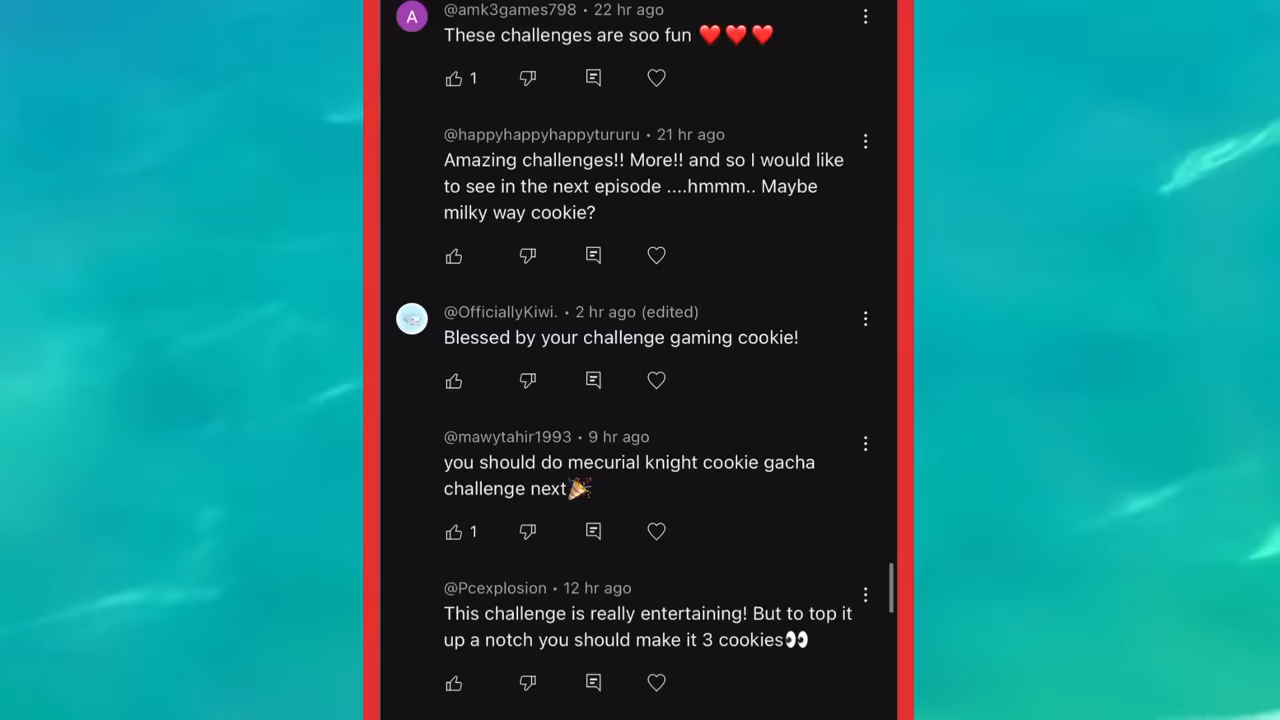 @amk3games798 • 22 hr ago
These challenges are soo fun ❤️❤️❤️
1
@happyhappyhappytururu • 21 hr ago
Amazing challenges!! More!! and so I would like
to see in the next episode ....hmmm.. Maybe
milky way cookie?
@OfficiallyKiwi. • 2 hr ago (edited)
Blessed by your challenge gaming cookie!
@mawytahir1993 • 9 hr ago
you should do mecurial knight cookie gacha
challenge next🎉
1
@Pcexplosion • 12 hr ago
This challenge is really entertaining! But to top it
up a notch you should make it 3 cookies👀
A